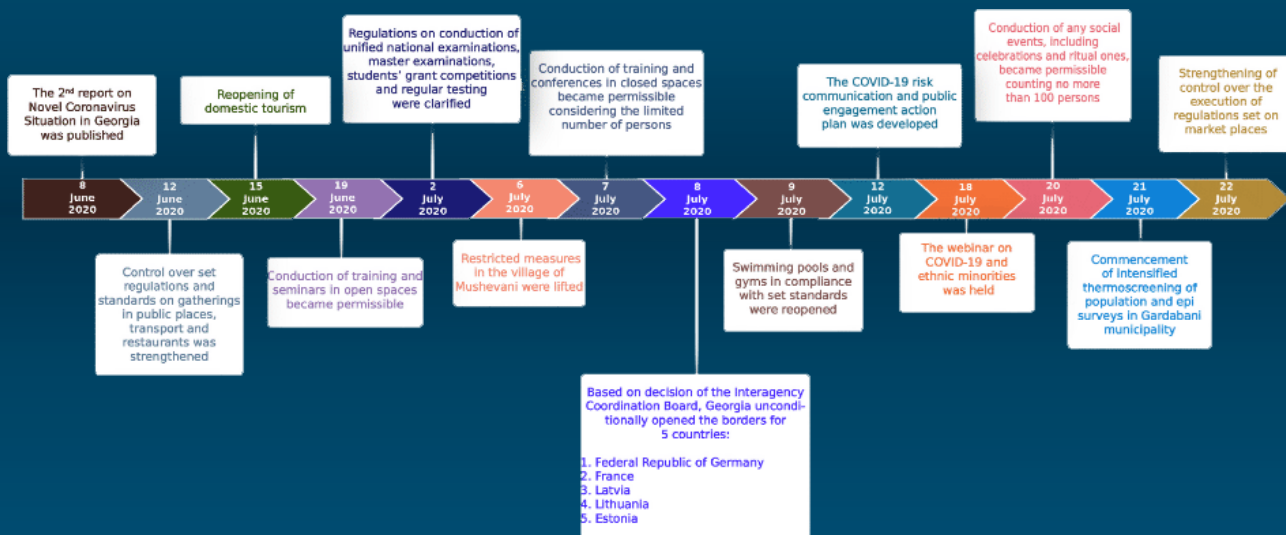 The 2nd report on
Novel Coronavirus
Situation in Georgia
was published
Reopening of
domestic tourism
Regulations on conduction of
unified national examinations,
master examinations,
students' grant competitions
and regular testing
were clarified
Conduction of training and
conferences in closed spaces
became permissible
considering the limited
number of persons
The COVID-19 risk
communication and public
engagement action
plan was developed
Conduction of any social
events, including
celebrations and ritual ones,
became permissible
counting no more
than 100 persons
Strengthening of
control over the
execution of
regulations set on
market places
8
June
2020
12
June
2020
15
June
2020
19
June
2020
2
July
2020
6
July
2020
7
July
2020
8
July
2020
9
July
2020
12
July
2020
18
July
2020
20
July
2020
21
July
2020
22
July
2020
Control over set
regulations and
standards on gatherings
in public places,
transport and
restaurants was
strengthened
Conduction of training and
seminars in open spaces
became permissible
Restricted measures
in the village of
Mushevani were lifted
Based on decision of the Interagency
Coordination Board, Georgia uncondi-
tionally opened the borders for
5 countries:
1. Federal Republic of Germany
2. France
3. Latvia
4. Lithuania
5. Estonia
Swimming pools and
gyms in compliance
with set standards
were reopened
The webinar on
COVID-19 and
ethnic minorities
was held
Commencement
of intensified
thermoscreening of
population and epi
surveys in Gardabani
municipality